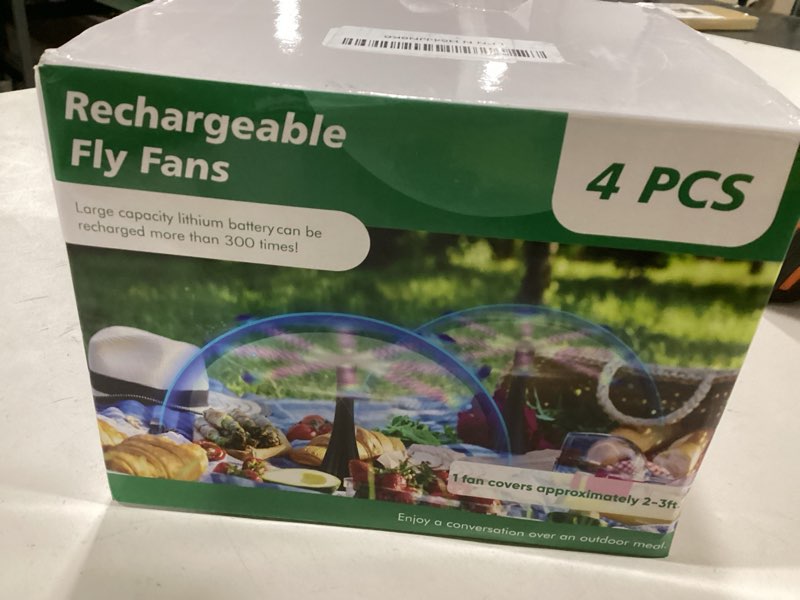 Rechargeable
Fly Fans
4 PCS
Large capacity lithium battery can be
recharged more than 300 times!
1 fan covers approximately 2-3ft
Enjoy a conversation over an outdoor meal.